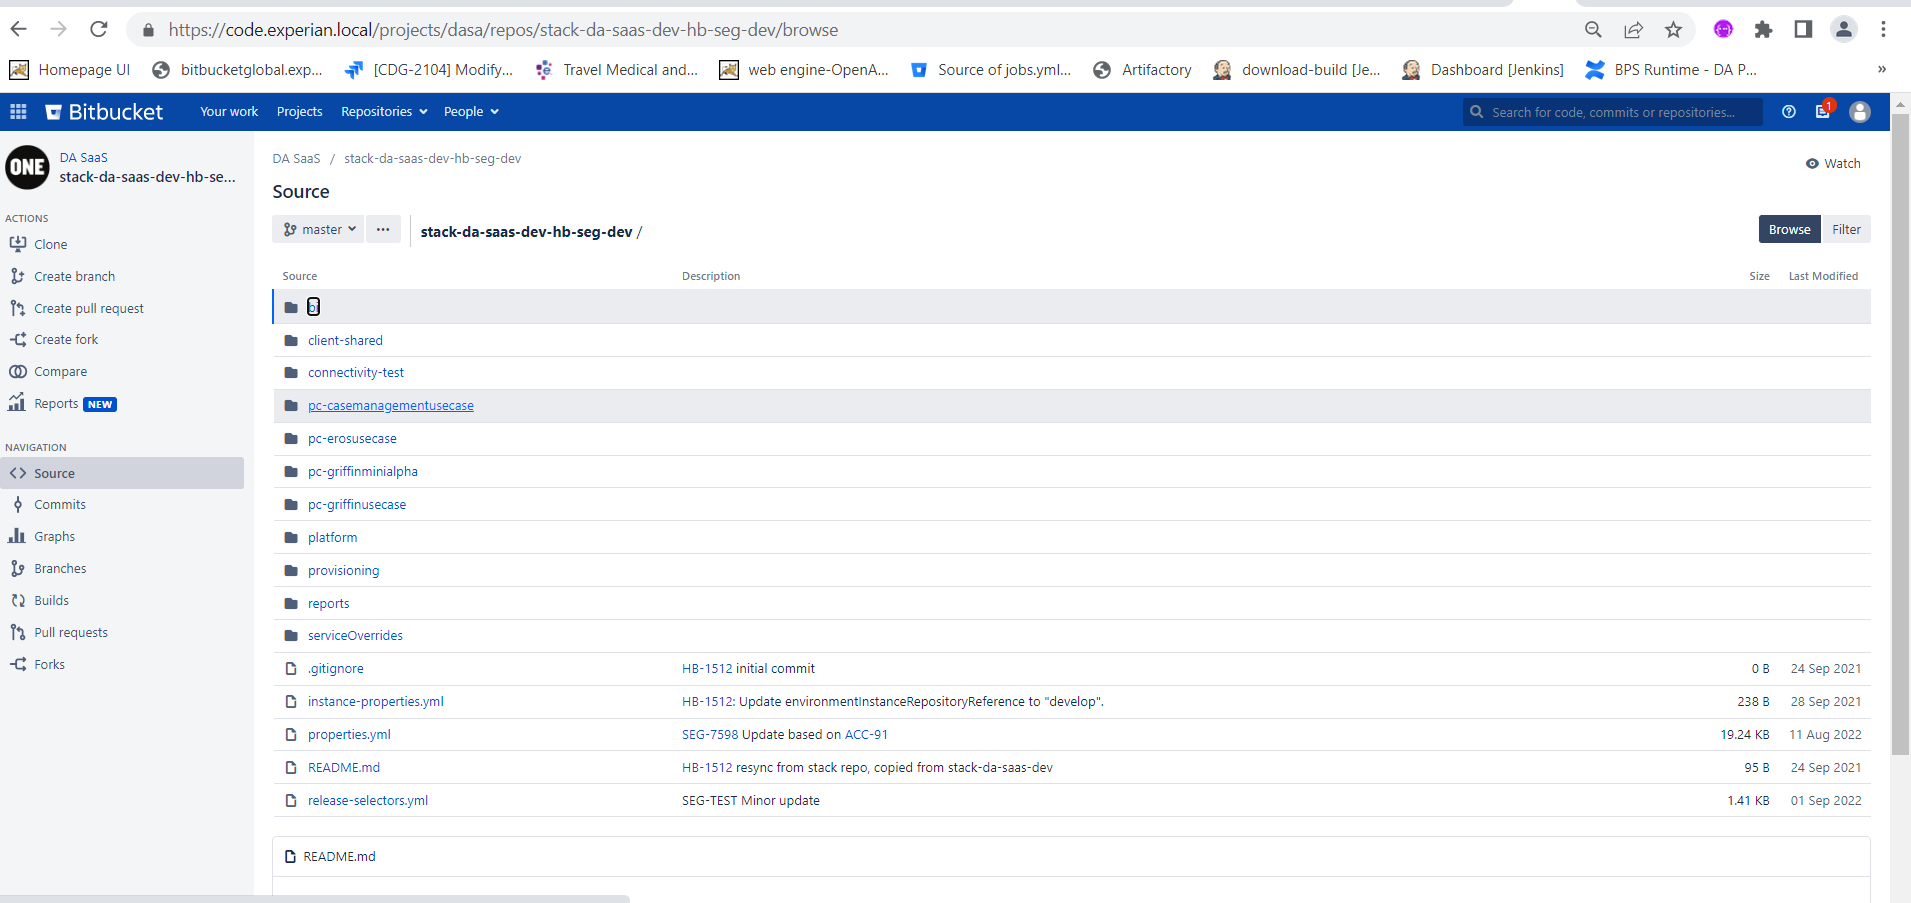 https://code.experian.local/projects/dasa/repos/stack-da-saas-dev-hb-seg-dev/browse
Homepage UI bitbucketglobal.exp... [CDG-2104] Modify... Travel Medical and... web engine-OpenA... Source of jobs.yml... Artifactory download-build [Je... Dashboard [Jenkins] BPS Runtime - DA P... »
Bitbucket Your work Projects Repositories People Search for code, commits or repositories... 1
ONE DA SaaS
stack-da-saas-dev-hb-se...
ACTIONS
Clone
Create branch
Create pull request
Create fork
Compare
Reports NEW
NAVIGATION
Source
Commits
Graphs
Branches
Builds
Pull requests
Forks
DA SaaS / stack-da-saas-dev-hb-seg-dev
Watch
Source
master ··· stack-da-saas-dev-hb-seg-dev / Browse Filter
Source Description Size Last Modified
bi
client-shared
connectivity-test
pc-casemanagementusecase
pc-erosusecase
pc-griffinminialpha
pc-griffinusecase
platform
provisioning
reports
serviceOverrides
.gitignore HB-1512 initial commit 0 B 24 Sep 2021
instance-properties.yml HB-1512: Update environmentInstanceRepositoryReference to "develop". 238 B 28 Sep 2021
properties.yml SEG-7598 Update based on ACC-91 19.24 KB 11 Aug 2022
README.md HB-1512 resync from stack repo, copied from stack-da-saas-dev 95 B 24 Sep 2021
release-selectors.yml SEG-TEST Minor update 1.41 KB 01 Sep 2022
README.md